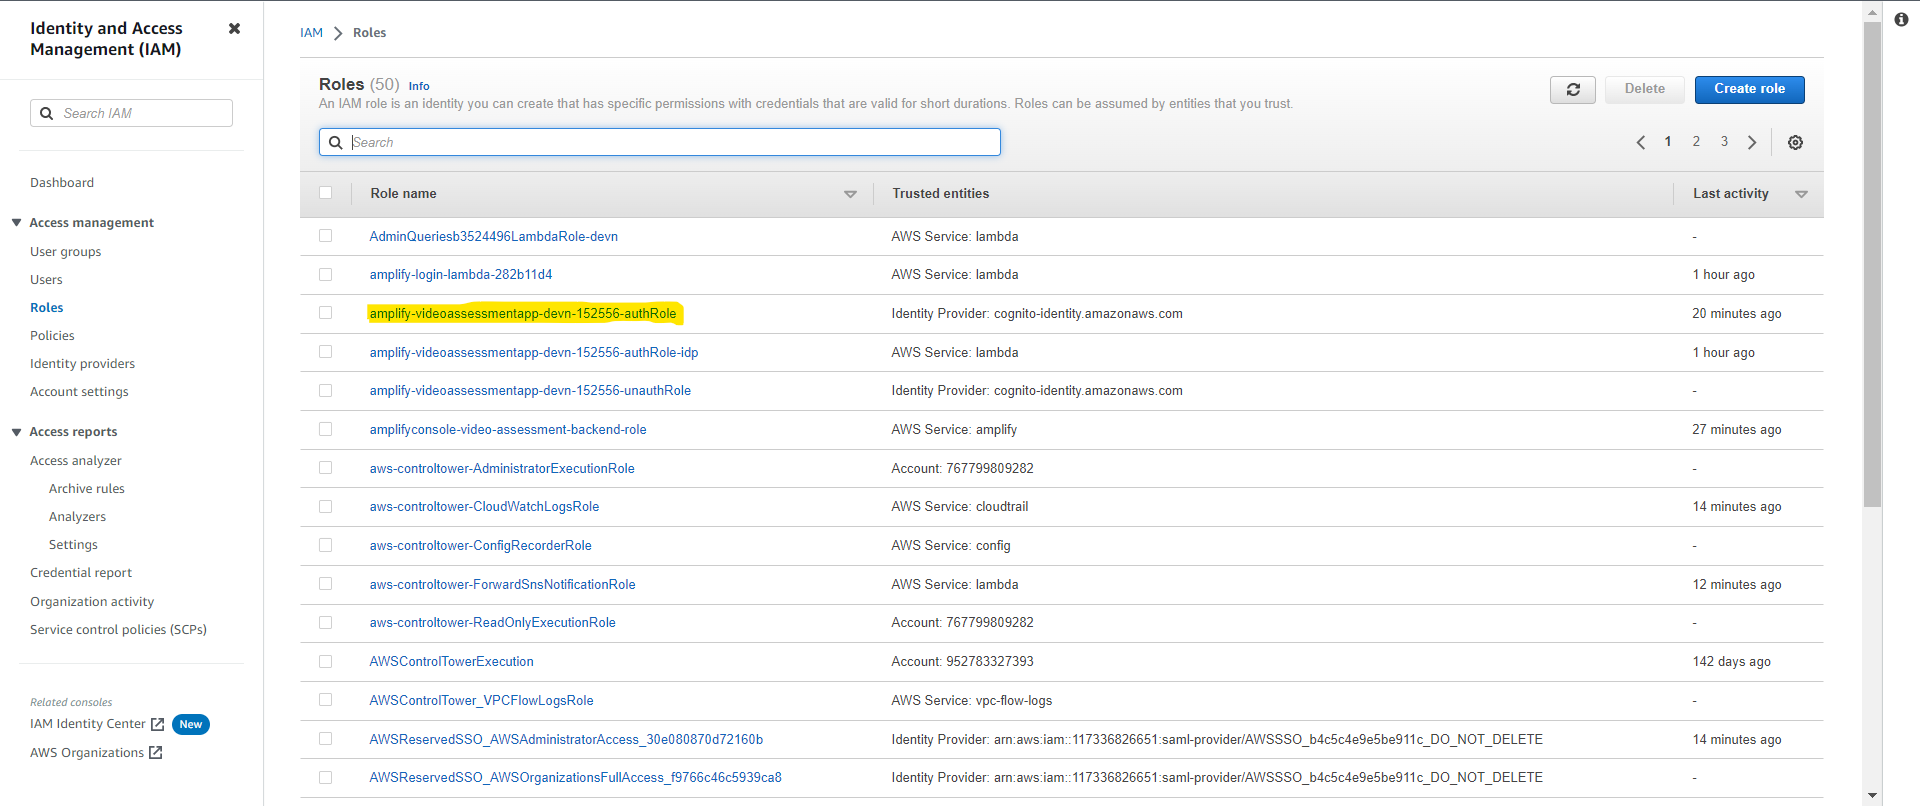 Identity and Access
Management (IAM)
Search IAM
Dashboard
Access management
User groups
Users
Roles
Policies
Identity providers
Account settings
Access reports
Access analyzer
Archive rules
Analyzers
Settings
Credential report
Organization activity
Service control policies (SCPs)
Related consoles
IAM Identity Center New
AWS Organizations
IAM > Roles
Roles (50) Info
An IAM role is an identity you can create that has specific permissions with credentials that are valid for short durations. Roles can be assumed by entities that you trust.
Delete Create role
Search
1 2 3
Role name Trusted entities Last activity
AdminQueriesb3524496LambdaRole-devn AWS Service: lambda -
amplify-login-lambda-282b11d4 AWS Service: lambda 1 hour ago
amplify-videoassessmentapp-devn-152556-authRole Identity Provider: cognito-identity.amazonaws.com 20 minutes ago
amplify-videoassessmentapp-devn-152556-authRole-idp AWS Service: lambda 1 hour ago
amplify-videoassessmentapp-devn-152556-unauthRole Identity Provider: cognito-identity.amazonaws.com -
amplifyconsole-video-assessment-backend-role AWS Service: amplify 27 minutes ago
aws-controltower-AdministratorExecutionRole Account: 767799809282 -
aws-controltower-CloudWatchLogsRole AWS Service: cloudtrail 14 minutes ago
aws-controltower-ConfigRecorderRole AWS Service: config -
aws-controltower-ForwardSnsNotificationRole AWS Service: lambda 12 minutes ago
aws-controltower-ReadOnlyExecutionRole Account: 767799809282 -
AWSControlTowerExecution Account: 952783327393 142 days ago
AWSControlTower_VPCFlowLogsRole AWS Service: vpc-flow-logs -
AWSReservedSSO_AWSAdministratorAccess_30e080870d72160b Identity Provider: arn:aws:iam::117336826651:saml-provider/AWSSSO_b4c5c4e9e5be911c_DO_NOT_DELETE 14 minutes ago
AWSReservedSSO_AWSOrganizationsFullAccess_f9766c46c5939ca8 Identity Provider: arn:aws:iam::117336826651:saml-provider/AWSSSO_b4c5c4e9e5be911c_DO_NOT_DELETE -